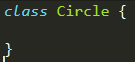 class Circle {
}